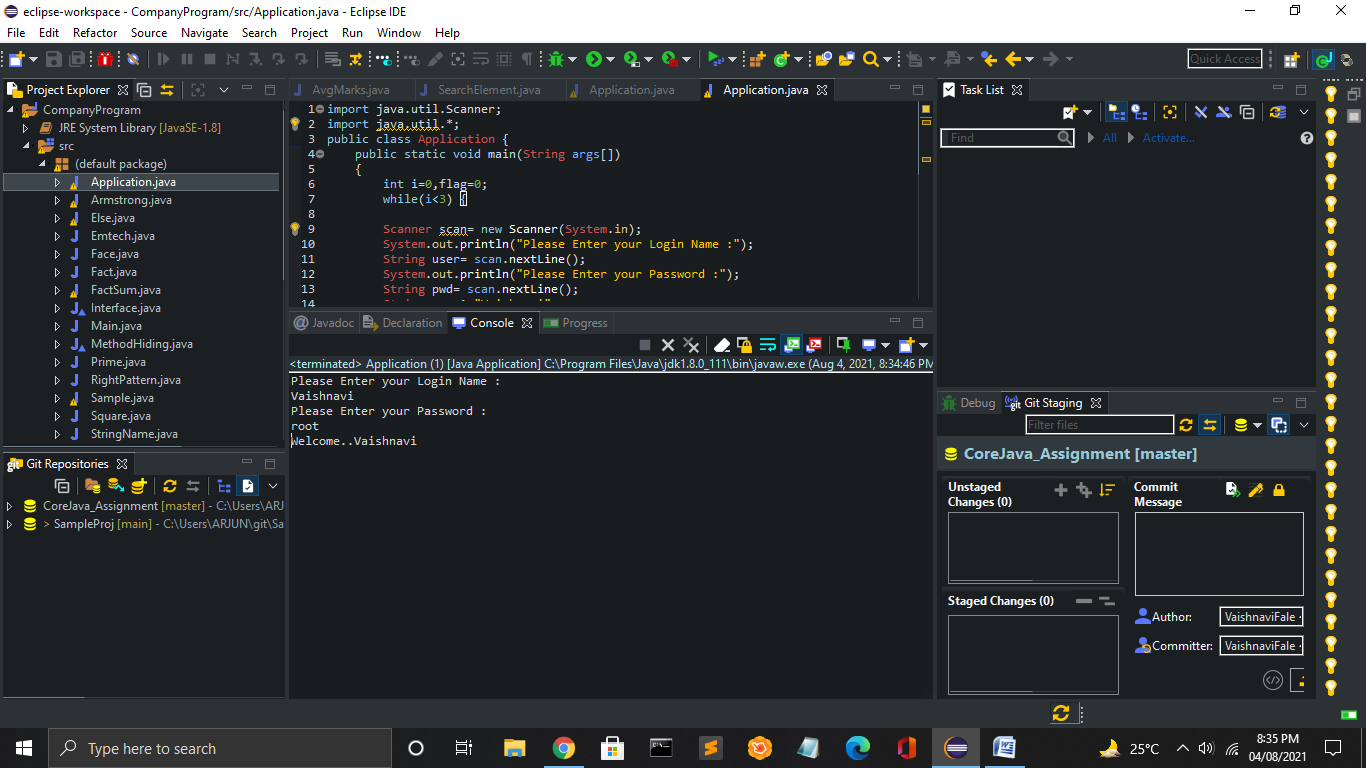 eclipse-workspace - CompanyProgram/src/Application.java - Eclipse IDE
File Edit Refactor Source Navigate Search Project Run Window Help
Quick Access
Project Explorer
CompanyProgram
JRE System Library [JavaSE-1.8]
src
(default package)
Application.java
Armstrong.java
Else.java
Emtech.java
Face.java
Fact.java
FactSum.java
Interface.java
Main.java
MethodHiding.java
Prime.java
RightPattern.java
Sample.java
Square.java
StringName.java
Git Repositories
CoreJava_Assignment [master] - C:\Users\ARJ
> SampleProj [main] - C:\Users\ARJUN\git\Sa
AvgMarks.java SearchElement.java Application.java Application.java
1 import java.util.Scanner;
2 import java.util.*;
3 public class Application {
4 public static void main(String args[])
5 {
6 int i=0,flag=0;
7 while(i<3) {
8
9 Scanner scan= new Scanner(System.in);
10 System.out.println("Please Enter your Login Name :");
11 String user= scan.nextLine();
12 System.out.println("Please Enter your Password :");
13 String pwd= scan.nextLine();
14
Javadoc Declaration Console Progress
<terminated> Application (1) [Java Application] C:\Program Files\Java\jdk1.8.0_111\bin\javaw.exe (Aug 4, 2021, 8:34:46 PM
Please Enter your Login Name :
Vaishnavi
Please Enter your Password :
root
Welcome..Vaishnavi
Task List
Find All Activate...
Debug Git Staging
Filter files
CoreJava_Assignment [master]
Unstaged Changes (0)
Staged Changes (0)
Commit Message
Author: VaishnaviFale
Committer: VaishnaviFale
Type here to search
25°C
8:35 PM
04/08/2021